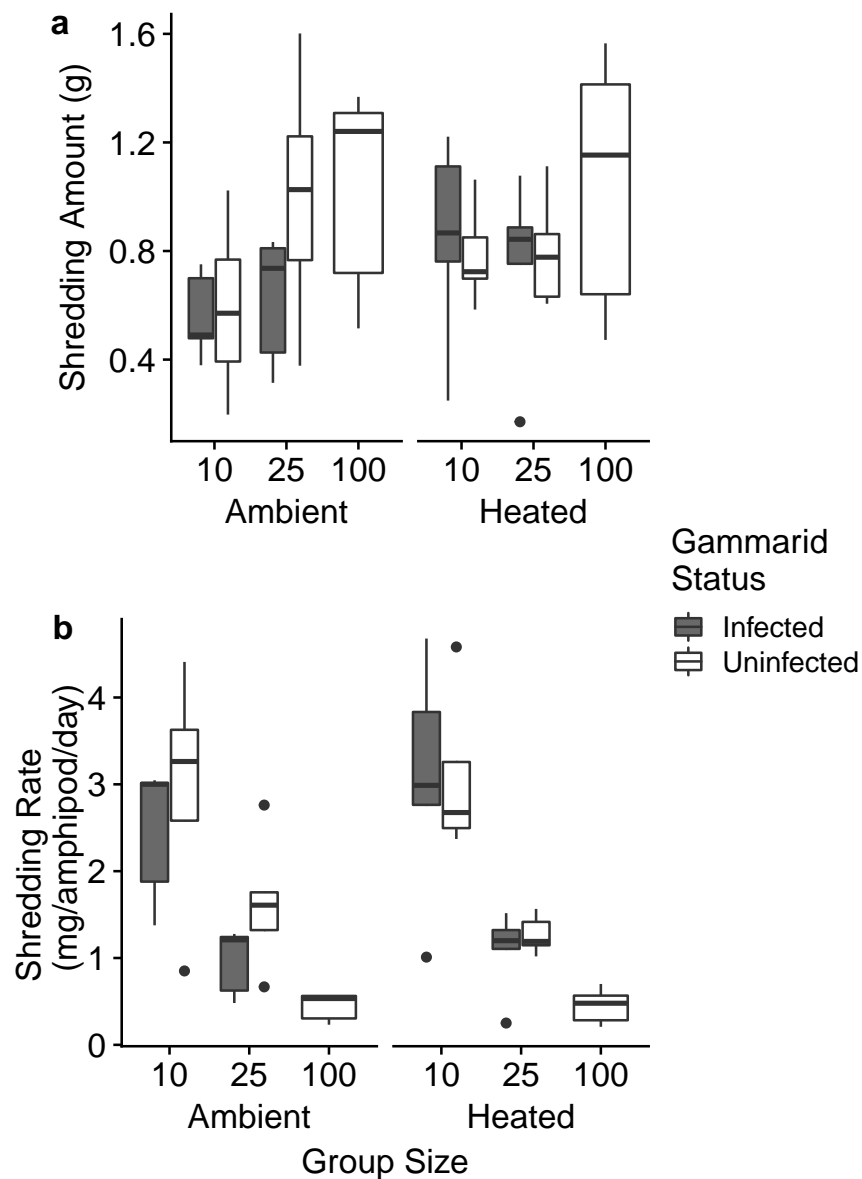 a
Shredding Amount (g)
1.6
1.2
0.8
0.4
10 25 100 10 25 100
Ambient Heated
Gammarid
Status
Infected
Uninfected
b
Shredding Rate
(mg/amphipod/day)
4
3
2
1
0
10 25 100 10 25 100
Ambient Heated
Group Size